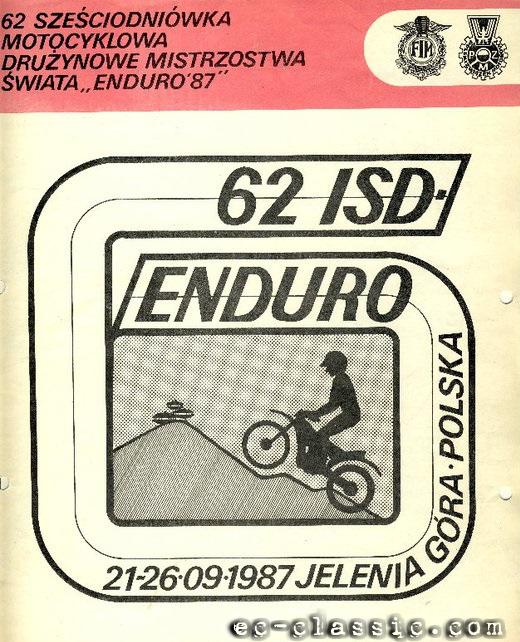 62 SZEŚCIODNIÓWKA
MOTOCYKLOWA
DRUŻYNOWE MISTRZOSTWA
ŚWIATA „ENDURO'87"
FIM
PZM
62 ISD-
ENDURO
21-26·09·1987 JELENIA GÓRA·POLSKA
ec-classic.com